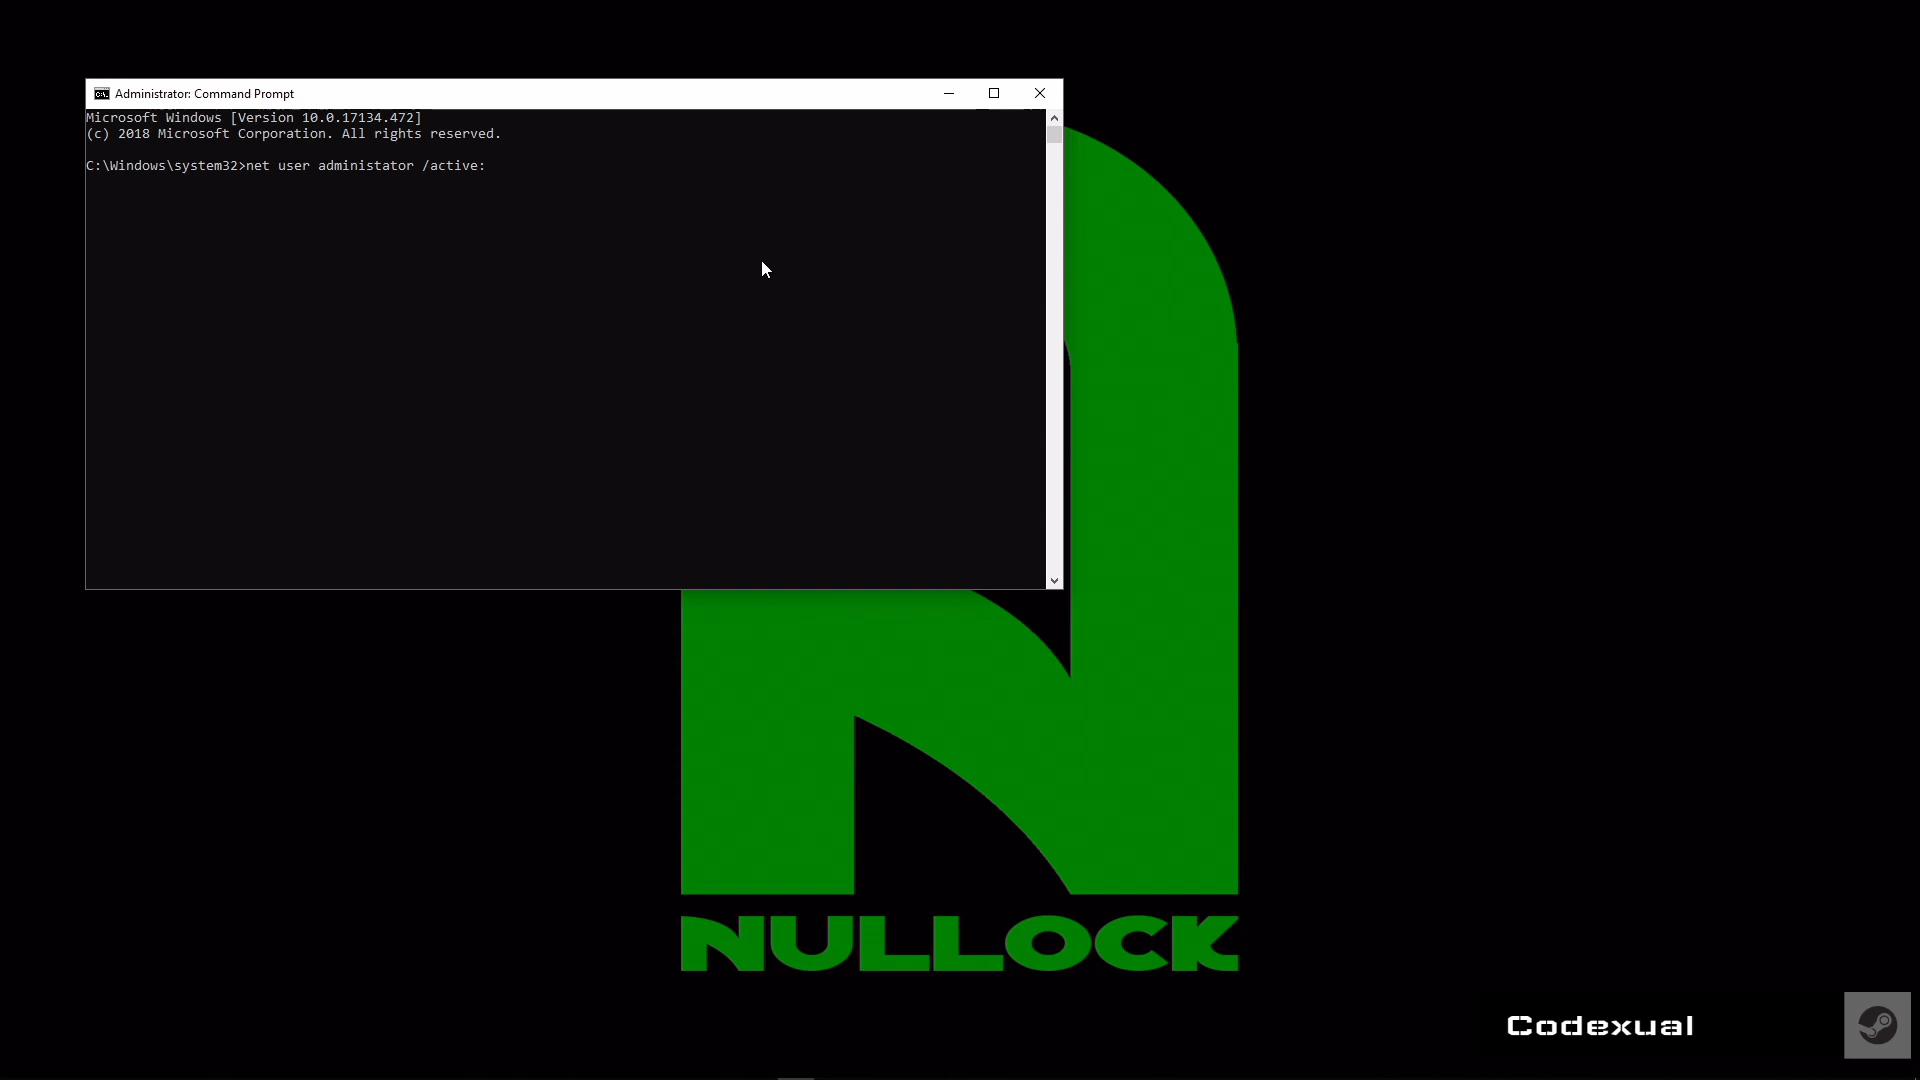 Administrator: Command Prompt
Microsoft Windows [Version 10.0.17134.472]
(c) 2018 Microsoft Corporation. All rights reserved.
C:\Windows\system32>net user administator /active:
NULLOCK
Codexual